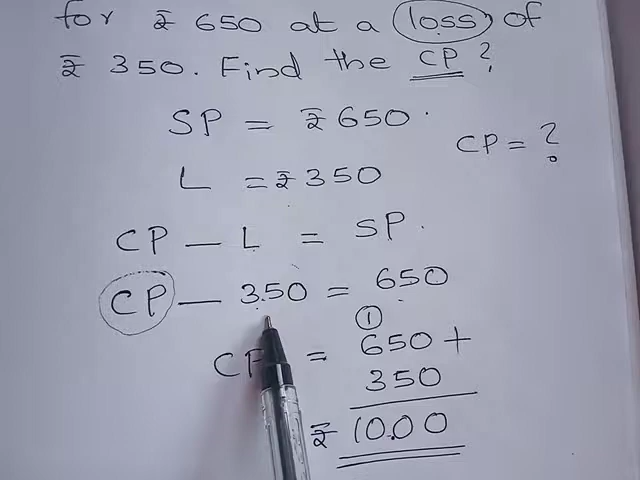 for ₹ 650 at a loss of
₹ 350. Find the CP ?
SP = ₹ 650.
CP = ?
L = ₹ 350
CP – L = SP.
CP – 350 = 650
①
CP = 650 +
350
₹ 1000